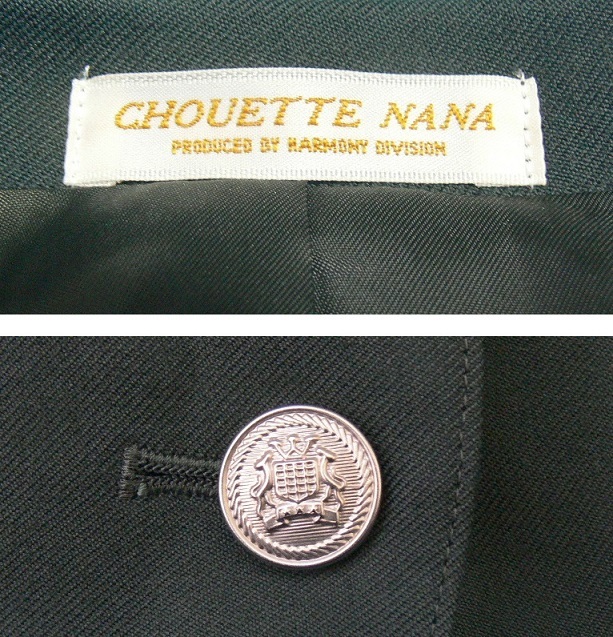 CHOUETTE NANA
PRODUCED BY HARMONY DIVISION